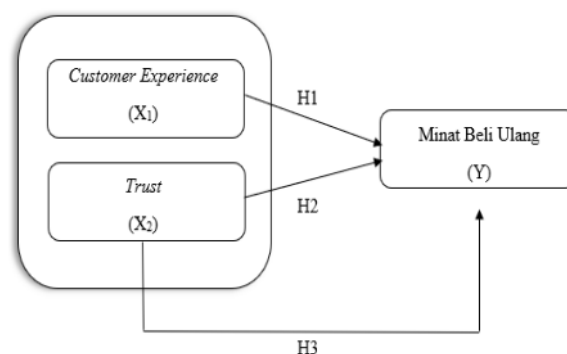 Customer Experience
(X₁)
H1
Minat Beli Ulang
(Y)
Trust
(X₂)
H2
H3